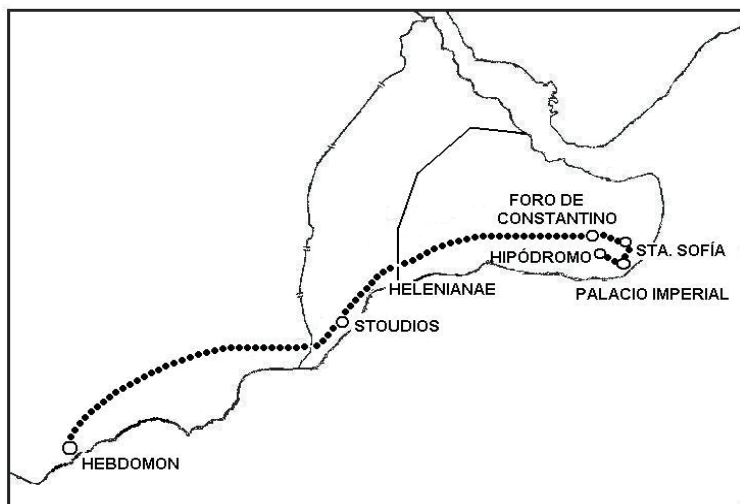 FORO DE
CONSTANTINO
STA. SOFÍA
HIPÓDROMO
HELENIANAE
PALACIO IMPERIAL
STOUDIOS
HEBDOMON